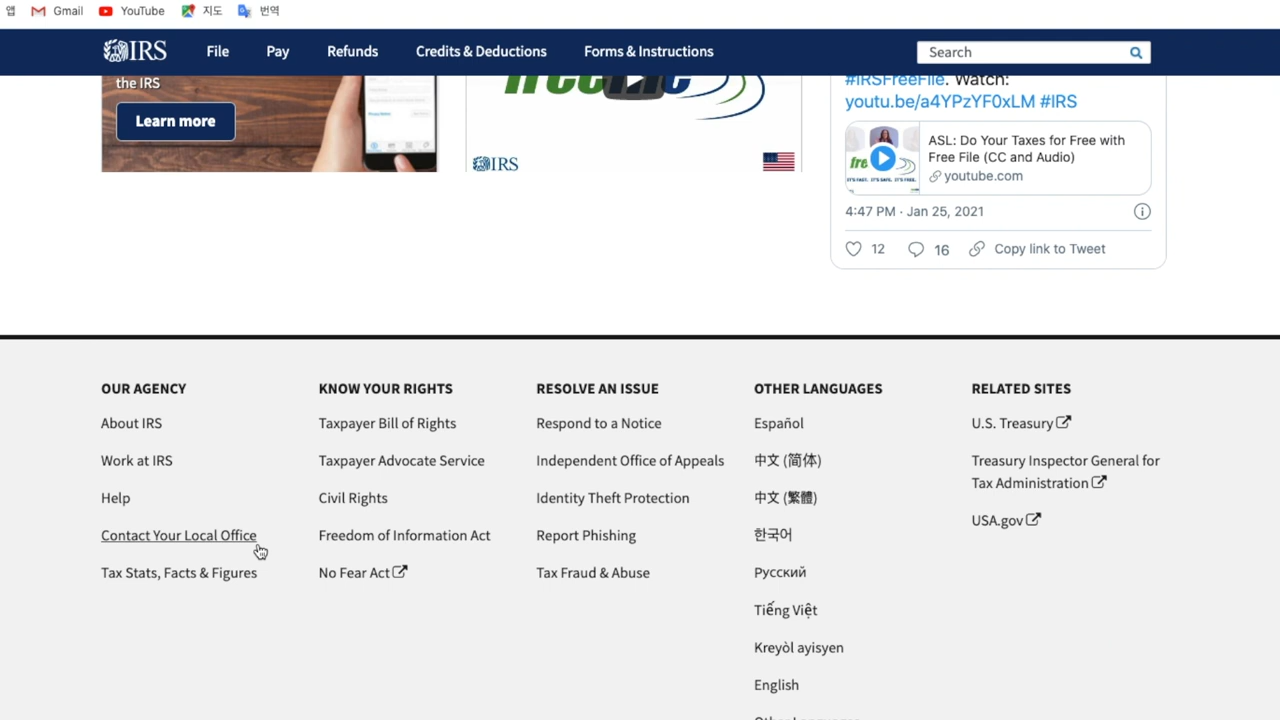 앱 Gmail YouTube 지도 번역
IRS File Pay Refunds Credits & Deductions Forms & Instructions Search
the IRS
Learn more
IRS
#IRSFreeFile. Watch:
youtu.be/a4YPzYF0xLM #IRS
ASL: Do Your Taxes for Free with
Free File (CC and Audio)
youtube.com
4:47 PM · Jan 25, 2021
12 16 Copy link to Tweet
OUR AGENCY
About IRS
Work at IRS
Help
Contact Your Local Office
Tax Stats, Facts & Figures
KNOW YOUR RIGHTS
Taxpayer Bill of Rights
Taxpayer Advocate Service
Civil Rights
Freedom of Information Act
No Fear Act
RESOLVE AN ISSUE
Respond to a Notice
Independent Office of Appeals
Identity Theft Protection
Report Phishing
Tax Fraud & Abuse
OTHER LANGUAGES
Español
中文 (简体)
中文 (繁體)
한국어
Русский
Tiếng Việt
Kreyòl ayisyen
English
Other Languages
RELATED SITES
U.S. Treasury
Treasury Inspector General for
Tax Administration
USA.gov